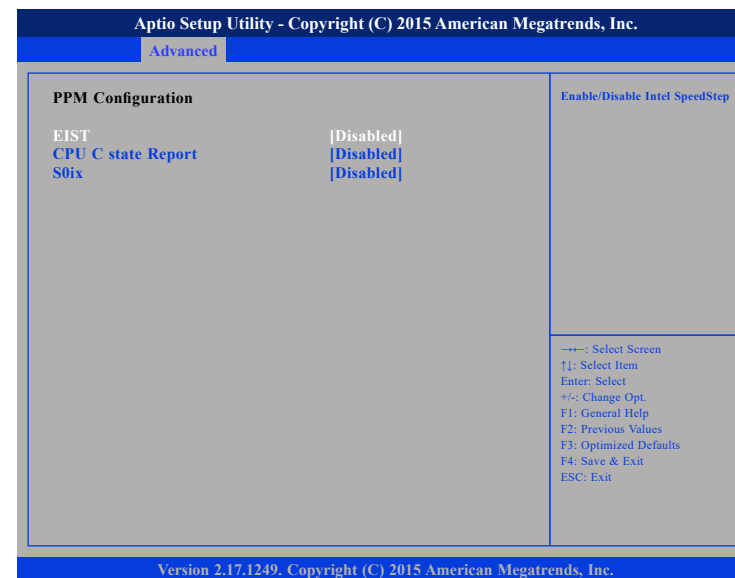 Aptio Setup Utility - Copyright (C) 2015 American Megatrends, Inc.
Advanced
PPM Configuration
EIST [Disabled]
CPU C state Report [Disabled]
S0ix [Disabled]
Enable/Disable Intel SpeedStep
→←: Select Screen
↑↓: Select Item
Enter: Select
+/-: Change Opt.
F1: General Help
F2: Previous Values
F3: Optimized Defaults
F4: Save & Exit
ESC: Exit
Version 2.17.1249. Copyright (C) 2015 American Megatrends, Inc.